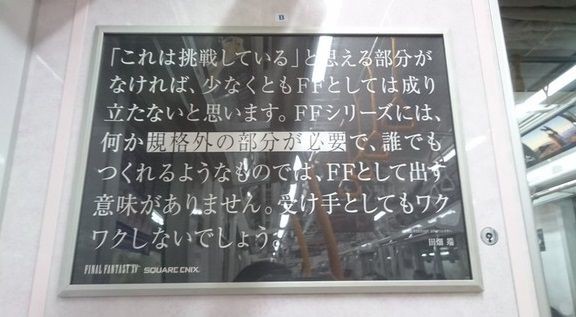 B
「これは挑戦している」と思える部分が
なければ、少なくともFFとしては成り
立たないと思います。FFシリーズには、
何か規格外の部分が必要で、誰でも
つくれるようなものでは、FFとして出す
意味がありません。受け手としてもワク
ワクしないでしょう。
田畑 端
FINAL FANTASY XV SQUARE ENIX.